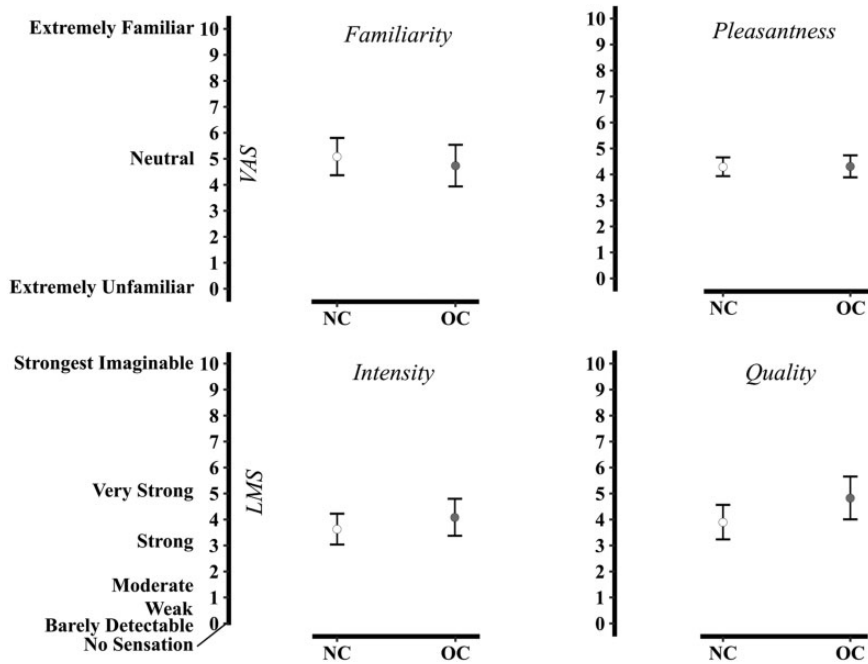 Extremely Familiar
Neutral
Extremely Unfamiliar
VAS
10
9
8
7
6
5
4
3
2
1
0
Familiarity
NC OC
10
9
8
7
6
5
4
3
2
1
0
Pleasantness
NC OC
Strongest Imaginable
Very Strong
Strong
Moderate
Weak
Barely Detectable
No Sensation
LMS
10
9
8
7
6
5
4
3
2
1
0
Intensity
NC OC
10
9
8
7
6
5
4
3
2
1
0
Quality
NC OC